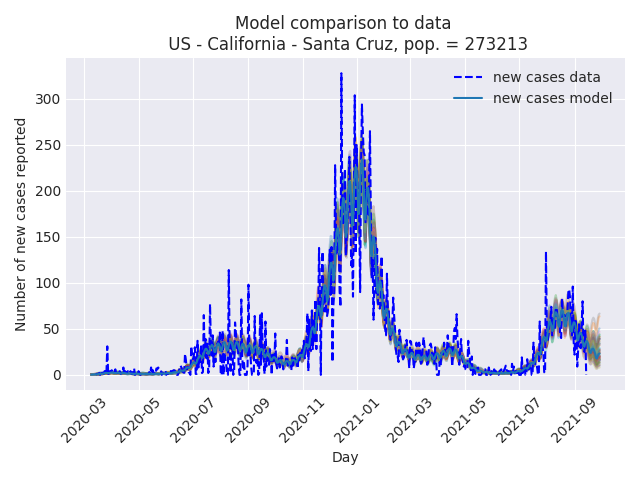 Model comparison to data
US - California - Santa Cruz, pop. = 273213
new cases data
new cases model
Number of new cases reported
300
250
200
150
100
50
0
2020-03
2020-05
2020-07
2020-09
2020-11
2021-01
2021-03
2021-05
2021-07
2021-09
Day